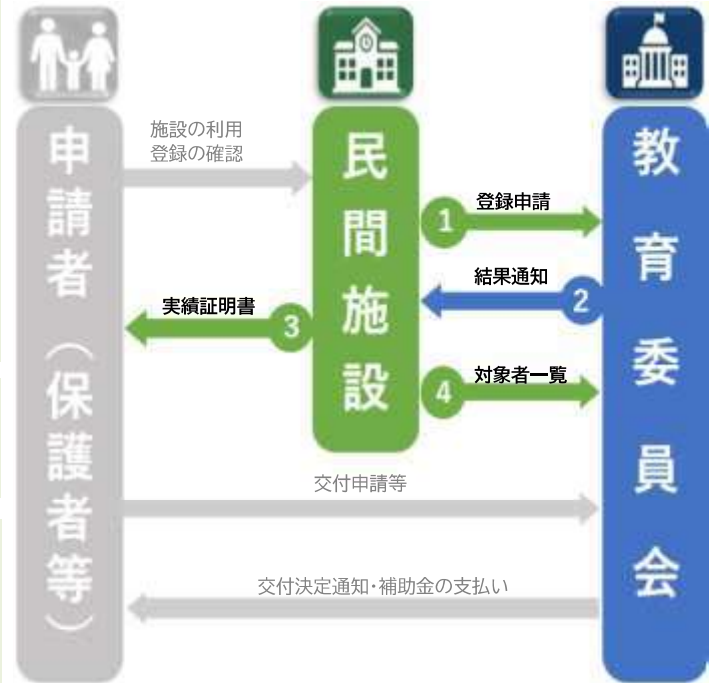 申請者（保護者等）
民間施設
教育委員会
施設の利用
登録の確認
1
登録申請
結果通知
2
実績証明書
3
4
対象者一覧
交付申請等
交付決定通知・補助金の支払い